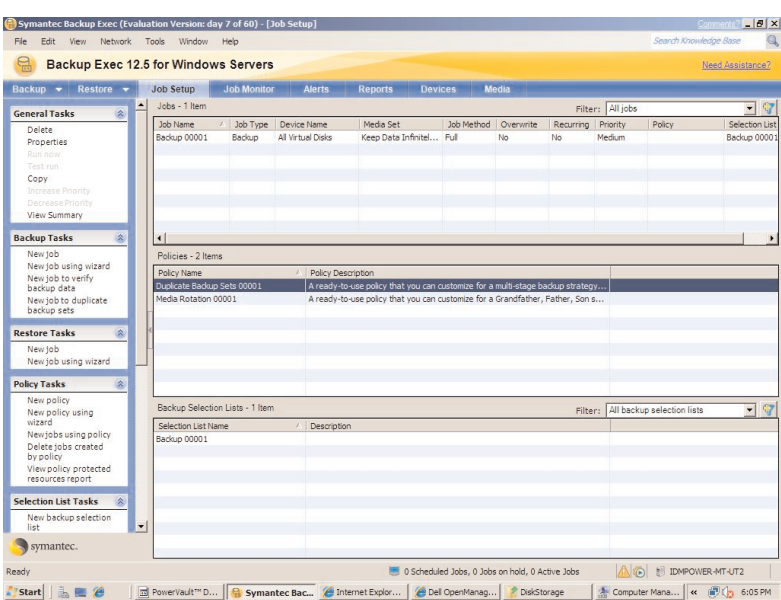 Symantec Backup Exec (Evaluation Version: day 7 of 60) - [Job Setup]
Comments?
File Edit View Network Tools Window Help
Search Knowledge Base
Backup Exec 12.5 for Windows Servers
Need Assistance?
Backup Restore Job Setup Job Monitor Alerts Reports Devices Media
General Tasks
Delete
Properties
Run now
Test run
Copy
Increase Priority
Decrease Priority
View Summary
Backup Tasks
New job
New job using wizard
New job to verify
backup data
New job to duplicate
backup sets
Restore Tasks
New job
New job using wizard
Policy Tasks
New policy
New policy using
wizard
New jobs using policy
Delete jobs created
by policy
View policy protected
resources report
Selection List Tasks
New backup selection
list
symantec.
Jobs - 1 Item
Filter: All jobs
Job Name Job Type Device Name Media Set Job Method Overwrite Recurring Priority Policy Selection List
Backup 00001 Backup All Virtual Disks Keep Data Infinitel... Full No No Medium Backup 00001
Policies - 2 Items
Policy Name Policy Description
Duplicate Backup Sets 00001 A ready-to-use policy that you can customize for a multi-stage backup strategy...
Media Rotation 00001 A ready-to-use policy that you can customize for a Grandfather, Father, Son s...
Backup Selection Lists - 1 Item
Filter: All backup selection lists
Selection List Name Description
Backup 00001
Ready
0 Scheduled Jobs, 0 Jobs on hold, 0 Active Jobs
IDMPOWER-MT-UT2
Start PowerVault™ D... Symantec Bac... Internet Explor... Dell OpenManag... DiskStorage Computer Mana... « 6:05 PM